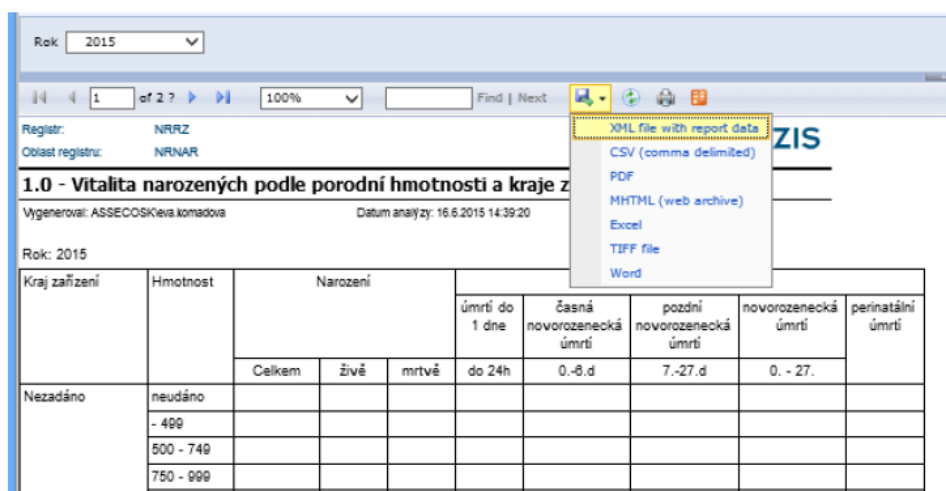 Rok 2015
1 of 2 ? 100% Find | Next
XML file with report data
CSV (comma delimited)
PDF
MHTML (web archive)
Excel
TIFF file
Word
Registr: NRRZ
ZIS
Oblast registru: NRNAR
1.0 - Vitalita narozených podle porodní hmotnosti a kraje z
Vygeneroval: ASSECOSK\eva.komadova Datum analýzy: 16.6.2015 14:39:20
Rok: 2015
Kraj zařízení Hmotnost Narození
úmrtí do 1 dne
časná novorozenecká úmrtí
pozdní novorozenecká úmrtí
novorozenecká úmrtí
perinatální úmrtí
Celkem živě mrtvě do 24h 0.-6.d 7.-27.d 0. - 27.
Nezadáno neudáno
- 499
500 - 749
750 - 999